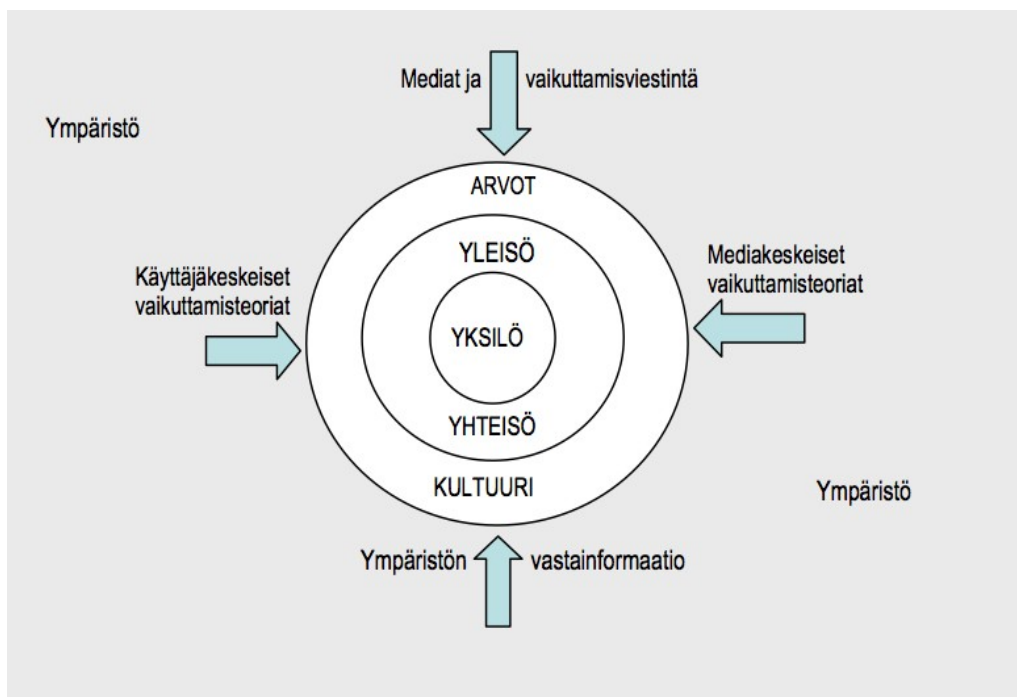 Mediat ja vaikuttamisviestintä
Ympäristö
ARVOT
YLEISÖ
Käyttäjäkeskeiset
vaikuttamisteoriat
Mediakeskeiset
vaikuttamisteoriat
YKSILÖ
YHTEISÖ
KULTUURI
Ympäristö
Ympäristön vastainformaatio